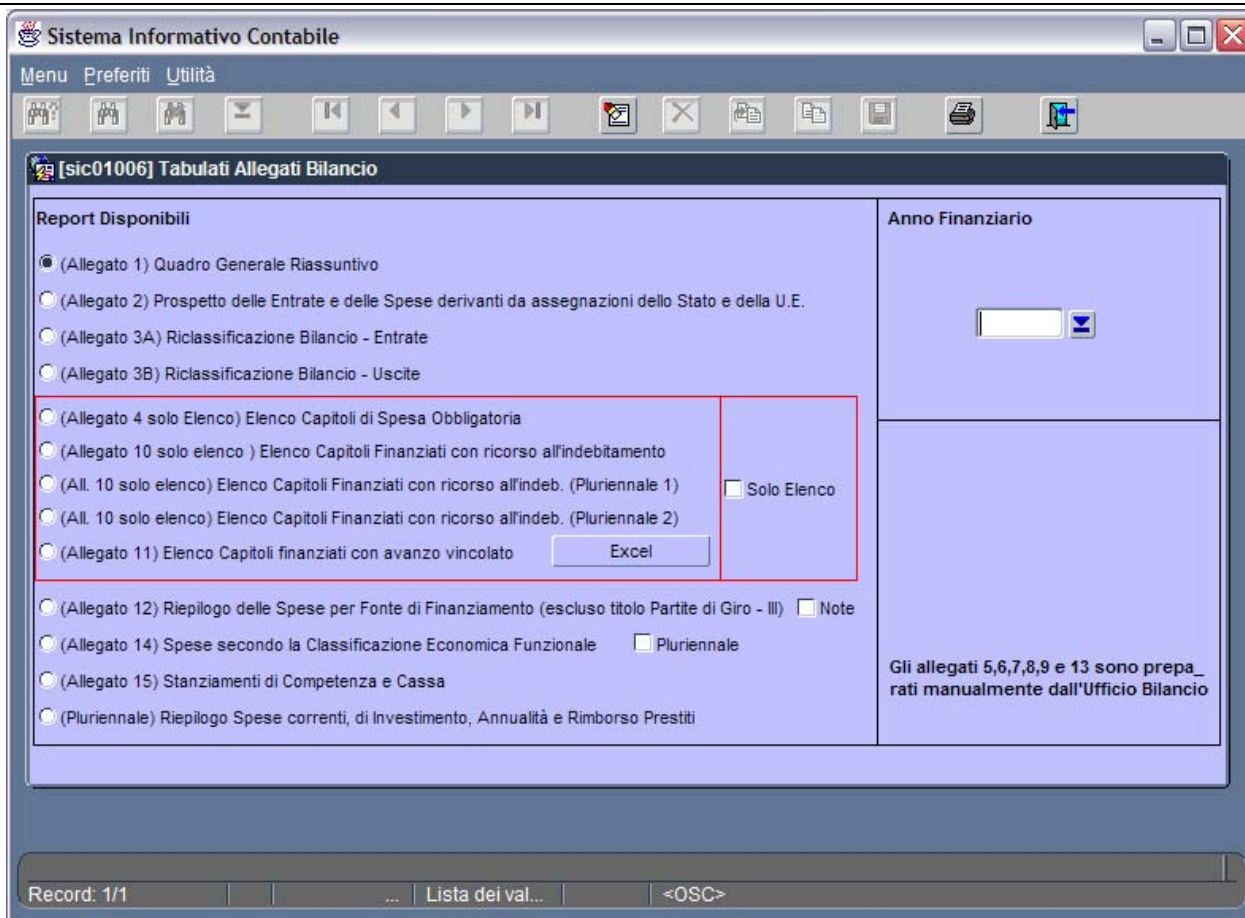 Sistema Informativo Contabile
Menu Preferiti Utilità
[sic01006] Tabulati Allegati Bilancio
Report Disponibili
(Allegato 1) Quadro Generale Riassuntivo
(Allegato 2) Prospetto delle Entrate e delle Spese derivanti da assegnazioni dello Stato e della U.E.
(Allegato 3A) Riclassificazione Bilancio - Entrate
(Allegato 3B) Riclassificazione Bilancio - Uscite
(Allegato 4 solo Elenco) Elenco Capitoli di Spesa Obbligatoria
(Allegato 10 solo elenco ) Elenco Capitoli Finanziati con ricorso all'indebitamento
(All. 10 solo elenco) Elenco Capitoli Finanziati con ricorso all'indeb. (Pluriennale 1)
(All. 10 solo elenco) Elenco Capitoli Finanziati con ricorso all'indeb. (Pluriennale 2)
(Allegato 11) Elenco Capitoli finanziati con avanzo vincolato Excel
Solo Elenco
(Allegato 12) Riepilogo delle Spese per Fonte di Finanziamento (escluso titolo Partite di Giro - III) Note
(Allegato 14) Spese secondo la Classificazione Economica Funzionale Pluriennale
(Allegato 15) Stanziamenti di Competenza e Cassa
(Pluriennale) Riepilogo Spese correnti, di Investimento, Annualità e Rimborso Prestiti
Anno Finanziario
Gli allegati 5,6,7,8,9 e 13 sono prepa_
rati manualmente dall'Ufficio Bilancio
Record: 1/1 ... Lista dei val... <OSC>